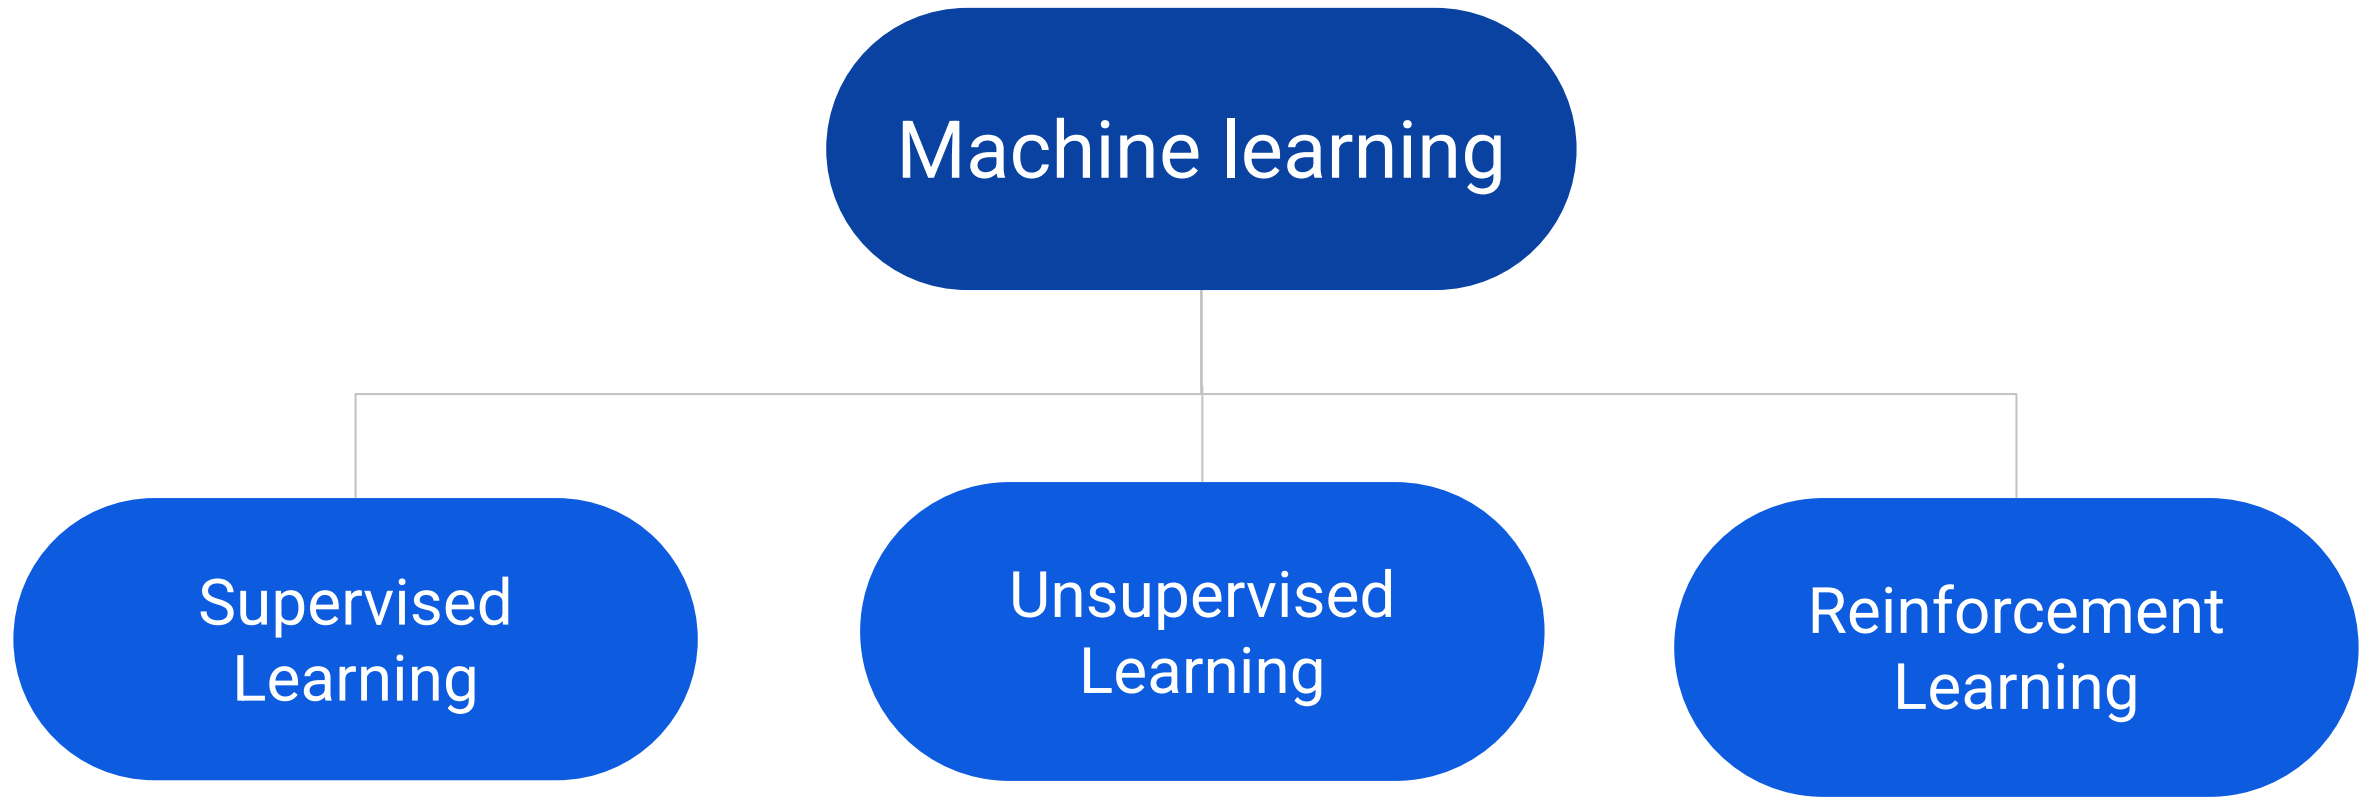 Machine learning
Supervised
Learning
Unsupervised
Learning
Reinforcement
Learning